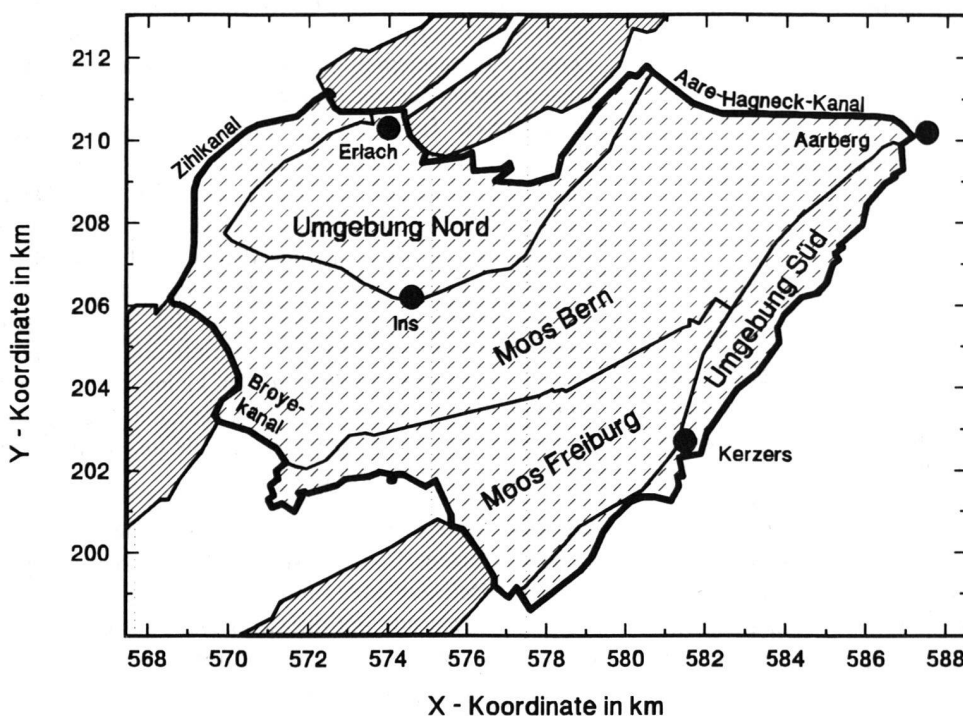 212
210
208
206
204
202
200
Y - Koordinate in km
Aare-Hagneck-Kanal
Zihlkanal
Erlach
Aarberg
Umgebung Nord
Umgebung Süd
Ins
Moos Bern
Brøye-
kanal
Moos Freiburg
Kerzers
568 570 572 574 576 578 580 582 584 586 588
X - Koordinate in km